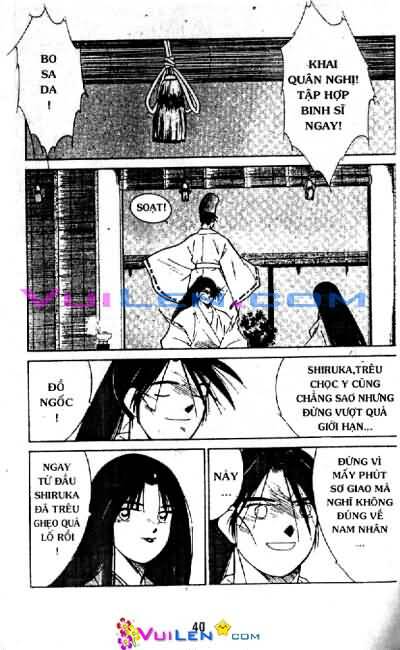 BO
SA
DA
!
KHAI
QUÂN NGHỊ!
TẬP HỢP
BINH SĨ
NGAY!
SOẠT!
VUILEN.COM
ĐỒ
NGỐC
!
SHIRUKA,TRÊU
CHỌC Y CŨNG
CHẲNG SAO NHƯNG
ĐỪNG VƯỢT QUÁ
GIỚI HẠN...
NGAY
TỪ ĐẦU
SHIRUKA
ĐÃ TRÊU
GHẸO QUÁ
LỐ RỒI
!
NÀY
...
ĐỪNG VÌ
MẤY PHÚT
SƠ GIAO MÀ
NGHĨ KHÔNG
ĐÚNG VỀ
NAM NHÂN
...
40
VUILEN
.COM